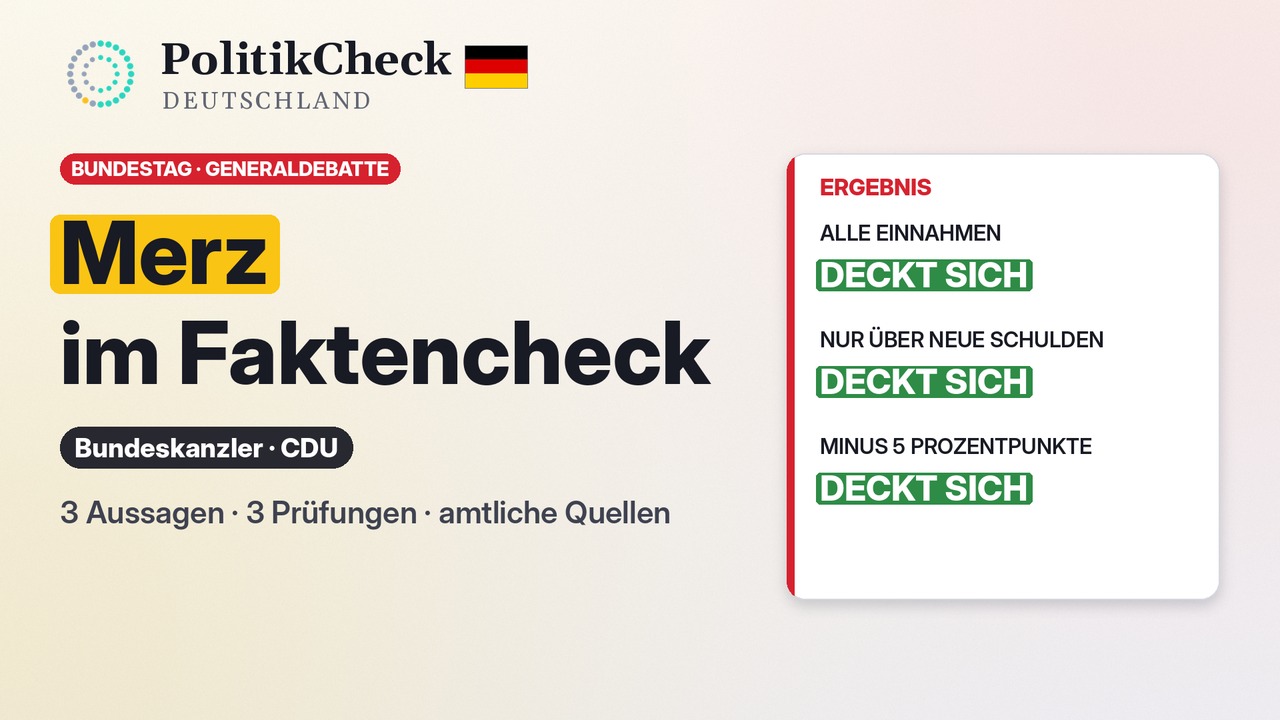 PolitikCheck
DEUTSCHLAND
BUNDESTAG · GENERALDEBATTE
Merz
im Faktencheck
Bundeskanzler · CDU
3 Aussagen · 3 Prüfungen · amtliche Quellen
ERGEBNIS
ALLE EINNAHMEN
DECKT SICH
NUR ÜBER NEUE SCHULDEN
DECKT SICH
MINUS 5 PROZENTPUNKTE
DECKT SICH